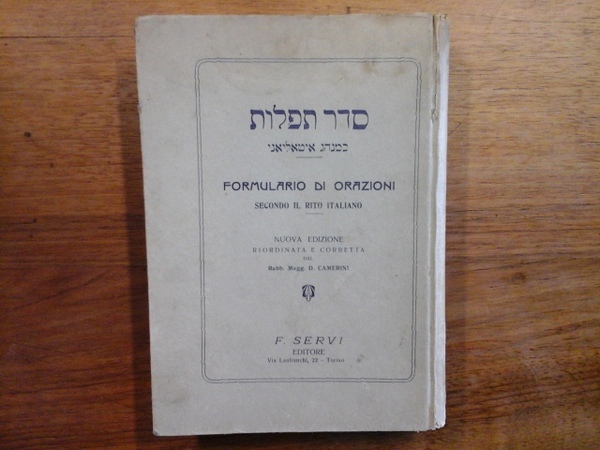 סדר תפלות
כמנהג איטאליאני
FORMULARIO DI ORAZIONI
SECONDO IL RITO ITALIANO
NUOVA EDIZIONE
RIORDINATA E CORRETTA
DAL
Rabb. Magg. D. CAMERINI
F. SERVI
EDITORE
Via Lanfranchi, 22 - Torino